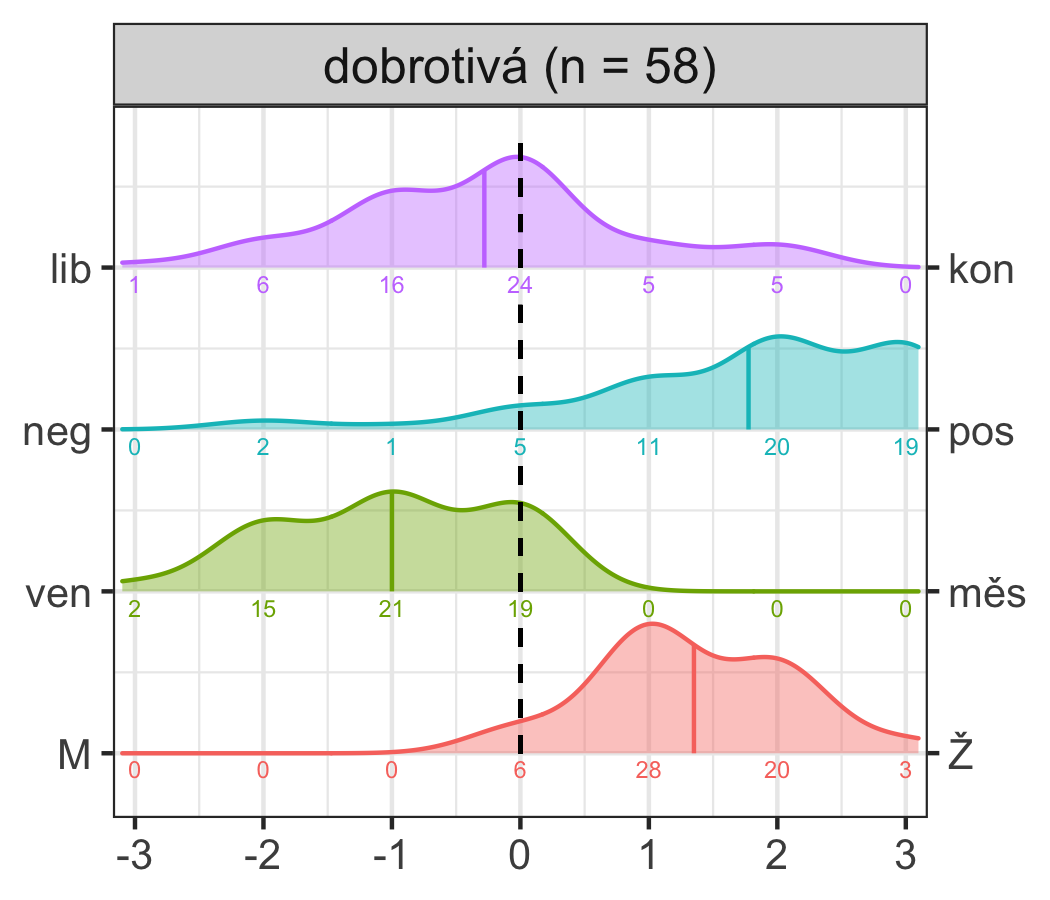 dobrotivá (n = 58)
lib kon
1 6 16 24 5 5 0
neg pos
0 2 1 5 11 20 19
ven měs
2 15 21 19 0 0 0
M Ž
0 0 0 6 28 20 3
-3 -2 -1 0 1 2 3